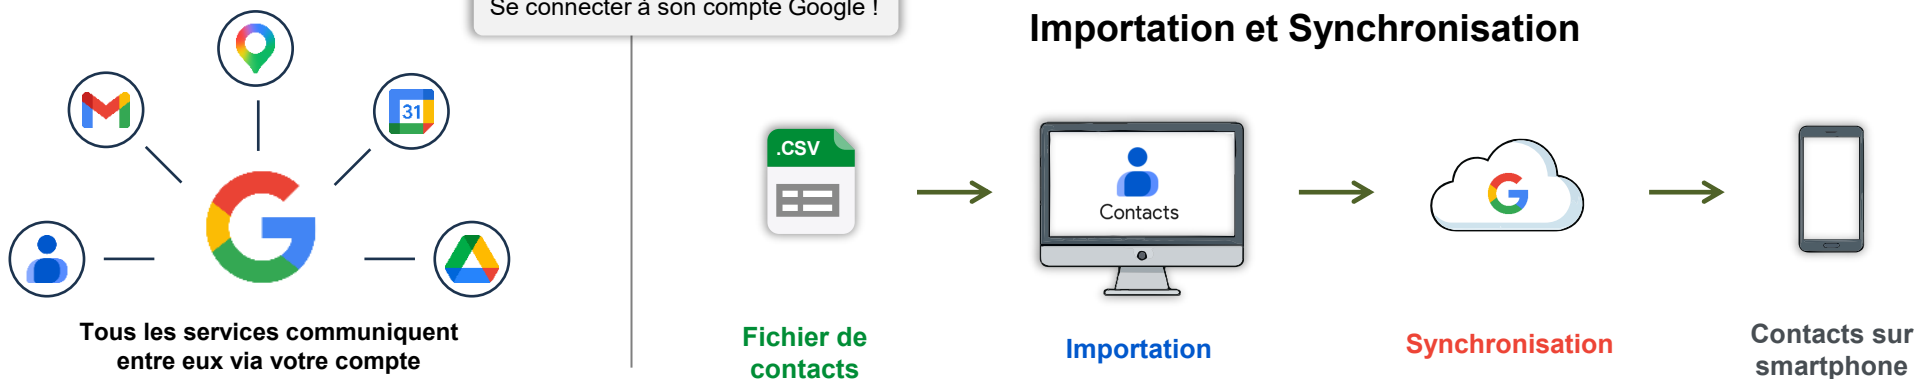 Se connecter à son compte Google !
Importation et Synchronisation
31
.CSV
Contacts
Tous les services communiquent
entre eux via votre compte
Fichier de
contacts
Importation
Synchronisation
Contacts sur
smartphone